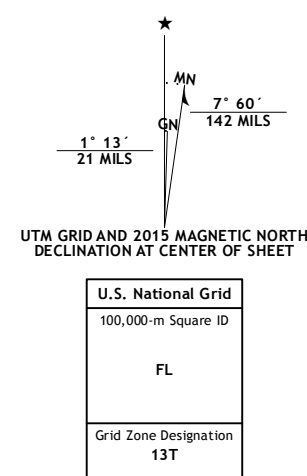 ★
MN
GN
7° 60´
142 MILS
1° 13´
21 MILS
UTM GRID AND 2015 MAGNETIC NORTH
DECLINATION AT CENTER OF SHEET
U.S. National Grid
100,000-m Square ID
FL
Grid Zone Designation
13T